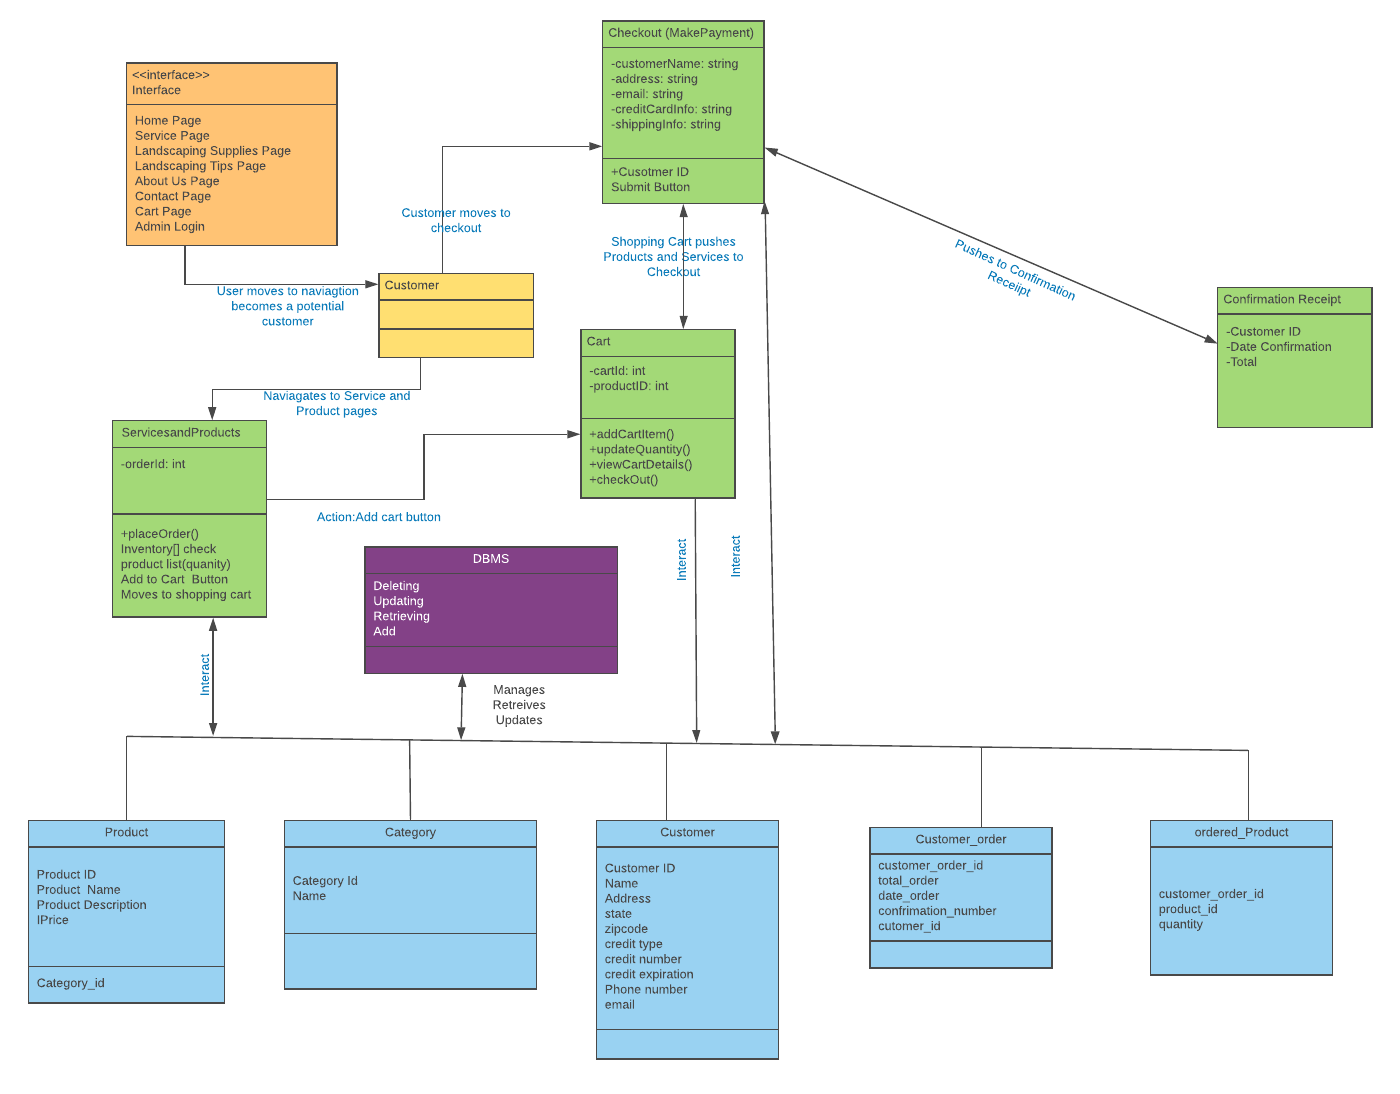 Checkout (MakePayment)
-customerName: string
-address: string
-email: string
-creditCardInfo: string
-shippingInfo: string
+Cusotmer ID
Submit Button
<<interface>>
Interface
Home Page
Service Page
Landscaping Supplies Page
Landscaping Tips Page
About Us Page
Contact Page
Cart Page
Admin Login
Customer moves to
checkout
Shopping Cart pushes
Products and Services to
Checkout
Pushes to Confirmation
Receiipt
User moves to naviagtion
becomes a potential
customer
Customer
Confirmation Receipt
-Customer ID
-Date Confirmation
-Total
Cart
-cartId: int
-productID: int
+addCartItem()
+updateQuantity()
+viewCartDetails()
+checkOut()
Naviagates to Service and
Product pages
ServicesandProducts
-orderId: int
+placeOrder()
Inventory[] check
product list(quanity)
Add to Cart  Button
Moves to shopping cart
Action:Add cart button
DBMS
Deleting
Updating
Retrieving
Add
Interact
Interact
Interact
Manages
Retreives
Updates
Product
Product ID
Product  Name
Product Description
IPrice
Category_id
Category
Category Id
Name
Customer
Customer ID
Name
Address
state
zipcode
credit type
credit number
credit expiration
Phone number
email
Customer_order
customer_order_id
total_order
date_order
confrimation_number
cutomer_id
ordered_Product
customer_order_id
product_id
quantity